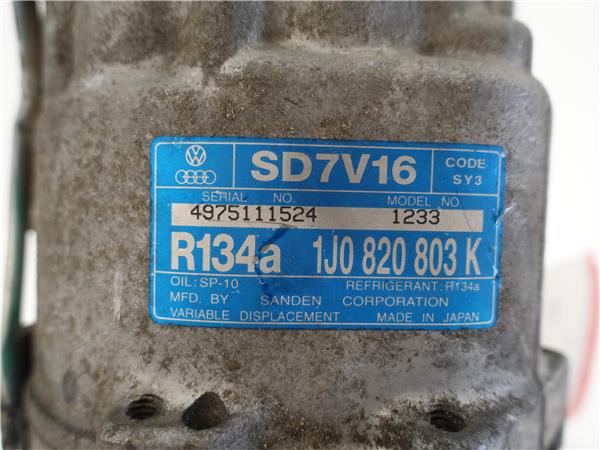 SD7V16
CODE
SY3
SERIAL NO. MODEL NO.
4975111524 1233
R134a 1J0 820 803 K
OIL: SP-10 REFRIGERANT: R134a
MFD. BY SANDEN CORPORATION
VARIABLE DISPLACEMENT MADE IN JAPAN